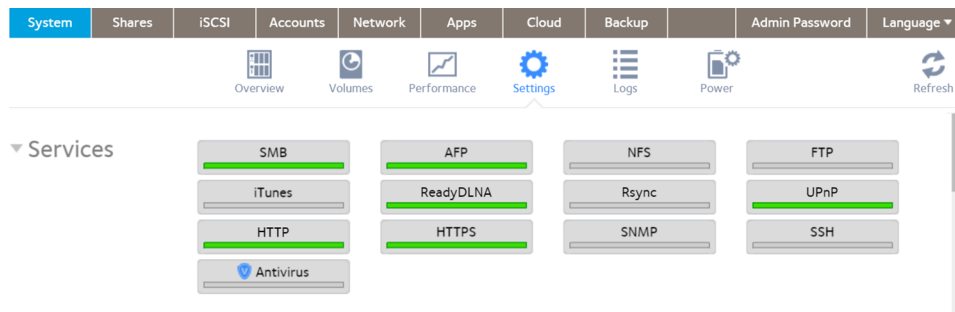 System Shares iSCSI Accounts Network Apps Cloud Backup Admin Password Language
Overview Volumes Performance Settings Logs Power Refresh
Services
SMB AFP NFS FTP
iTunes ReadyDLNA Rsync UPnP
HTTP HTTPS SNMP SSH
V Antivirus